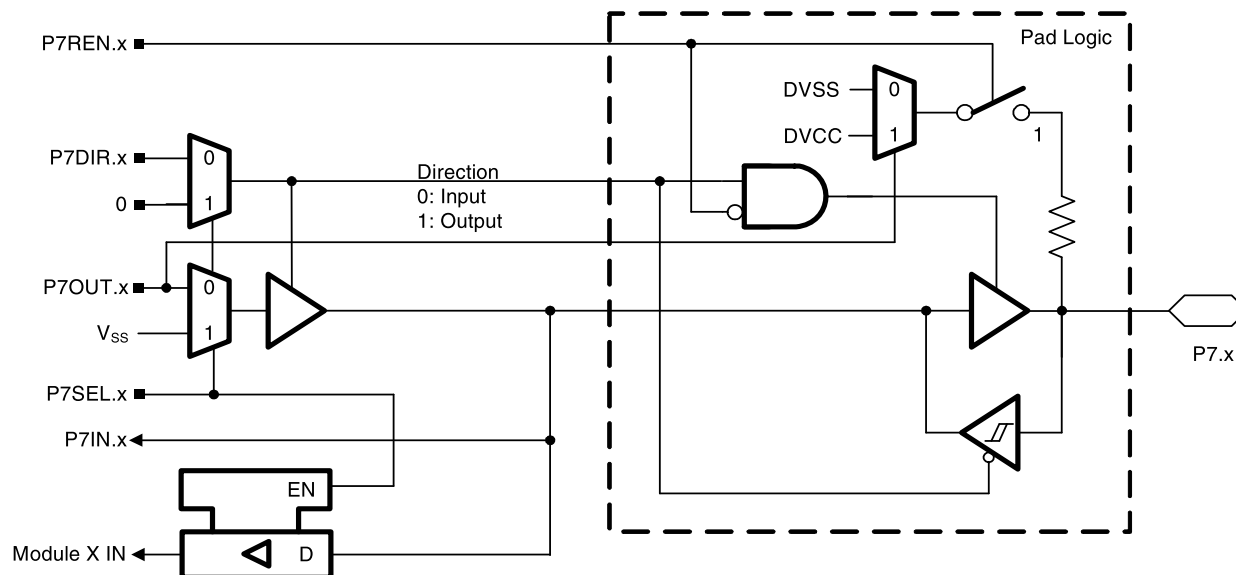 Pad Logic
P7REN.x
DVSS
0
DVCC
1
1
P7DIR.x
0
0
1
Direction
0: Input
1: Output
P7OUT.x
0
VSS
1
P7.x
P7SEL.x
P7IN.x
EN
Module X IN
D